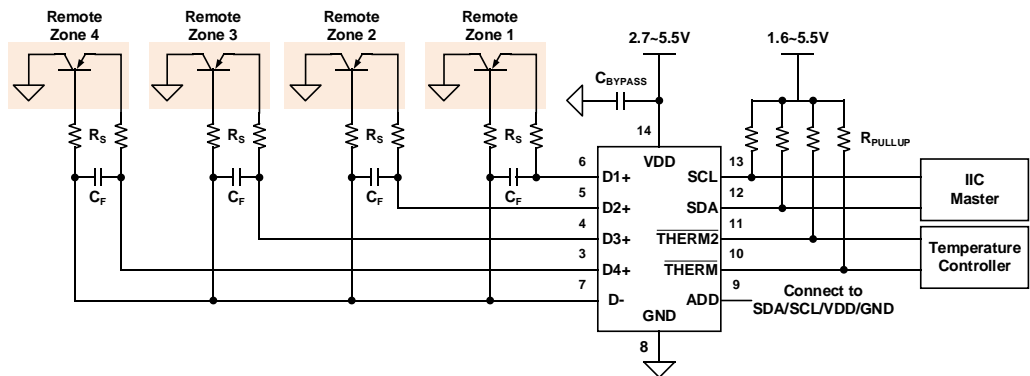 Remote
Zone 4
Remote
Zone 3
Remote
Zone 2
Remote
Zone 1
2.7~5.5V
1.6~5.5V
CBYPASS
RS
RS
RS
RS
CF
CF
CF
CF
RPULLUP
14
VDD
6
D1+
5
D2+
4
D3+
3
D4+
7
D-
GND
8
13
SCL
12
SDA
11
THERM2
10
THERM
9
ADD
IIC
Master
Temperature
Controller
Connect to
SDA/SCL/VDD/GND